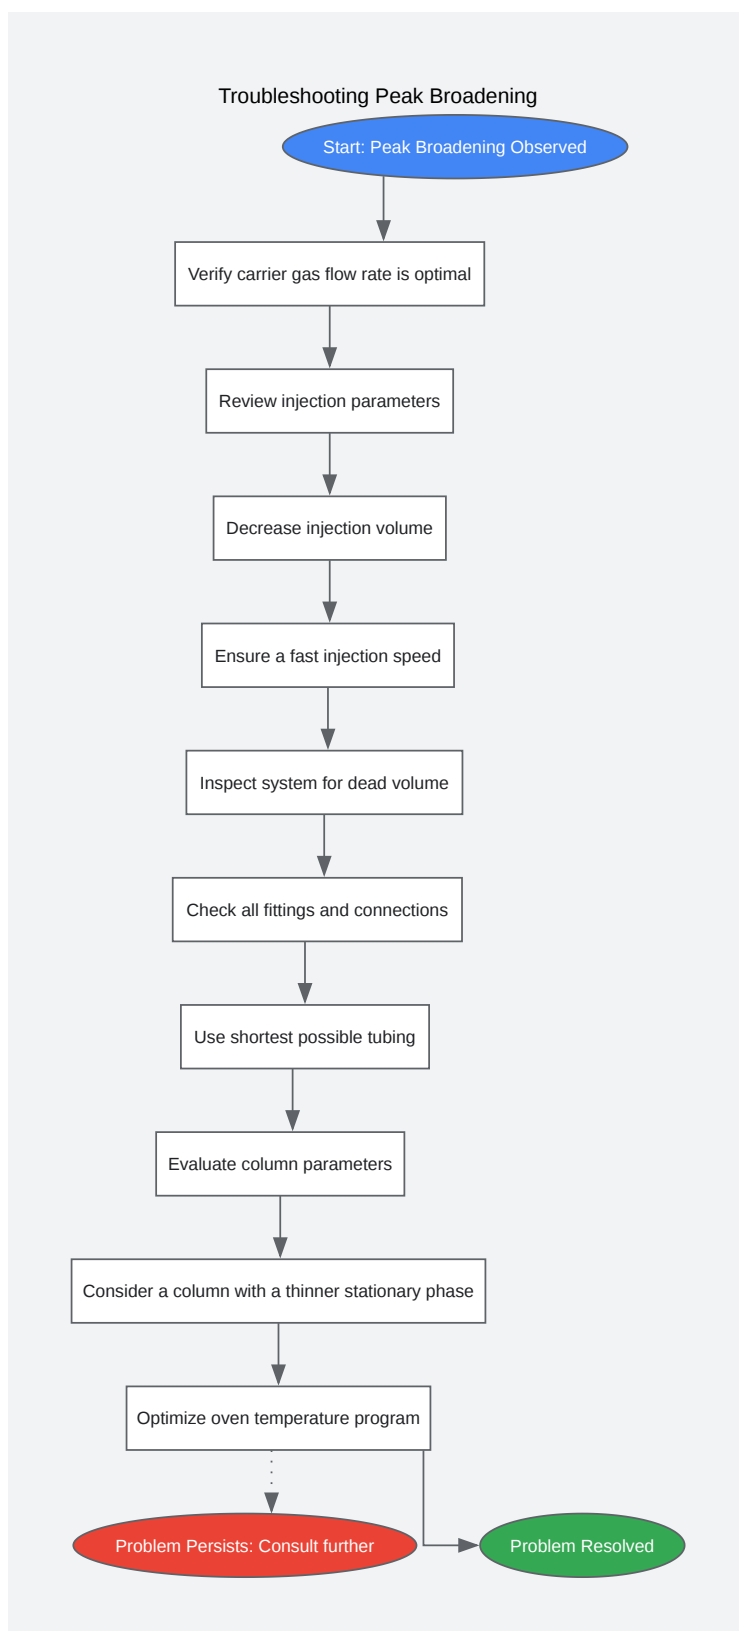 Troubleshooting Peak Broadening
Start: Peak Broadening Observed
Verify carrier gas flow rate is optimal
Review injection parameters
Decrease injection volume
Ensure a fast injection speed
Inspect system for dead volume
Check all fittings and connections
Use shortest possible tubing
Evaluate column parameters
Consider a column with a thinner stationary phase
Optimize oven temperature program
Problem Persists: Consult further
Problem Resolved